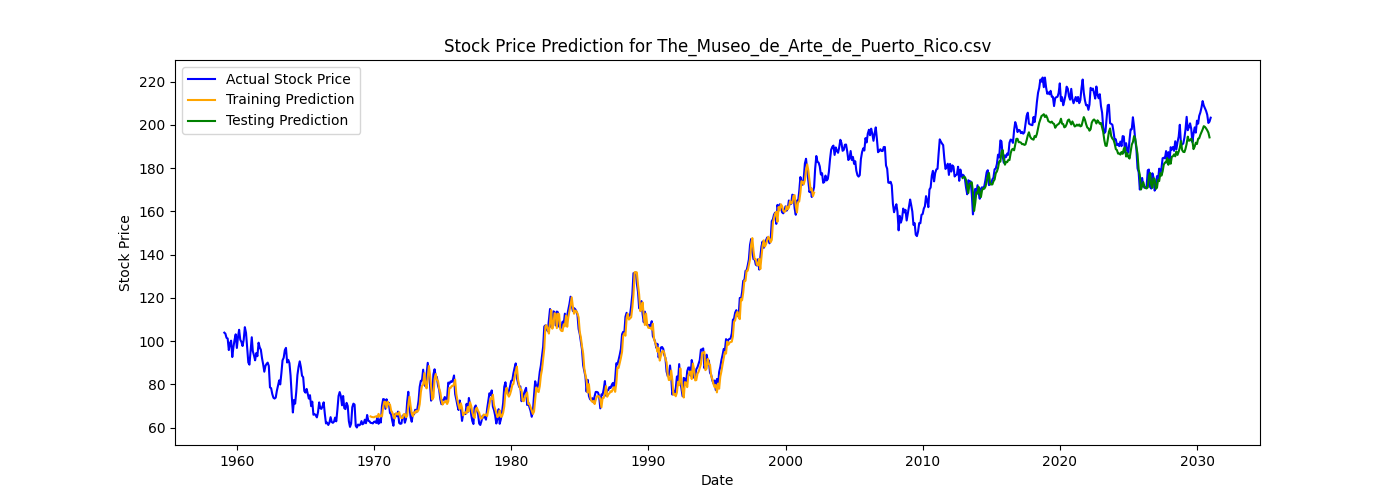 Stock Price Prediction for The_Museo_de_Arte_de_Puerto_Rico.csv
Actual Stock Price
Training Prediction
Testing Prediction
Stock Price
220
200
180
160
140
120
100
80
60
1960 1970 1980 1990 2000 2010 2020 2030
Date